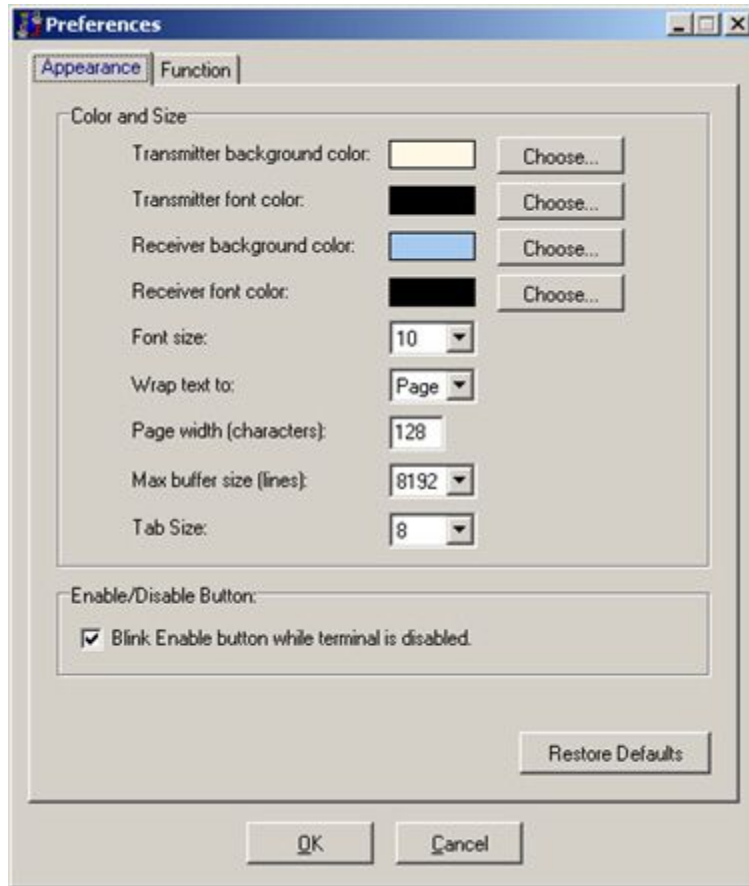 Preferences
Appearance Function
Color and Size
Transmitter background color: Choose...
Transmitter font color: Choose...
Receiver background color: Choose...
Receiver font color: Choose...
Font size: 10
Wrap text to: Page
Page width (characters): 128
Max buffer size (lines): 8192
Tab Size: 8
Enable/Disable Button:
Blink Enable button while terminal is disabled.
Restore Defaults
OK Cancel